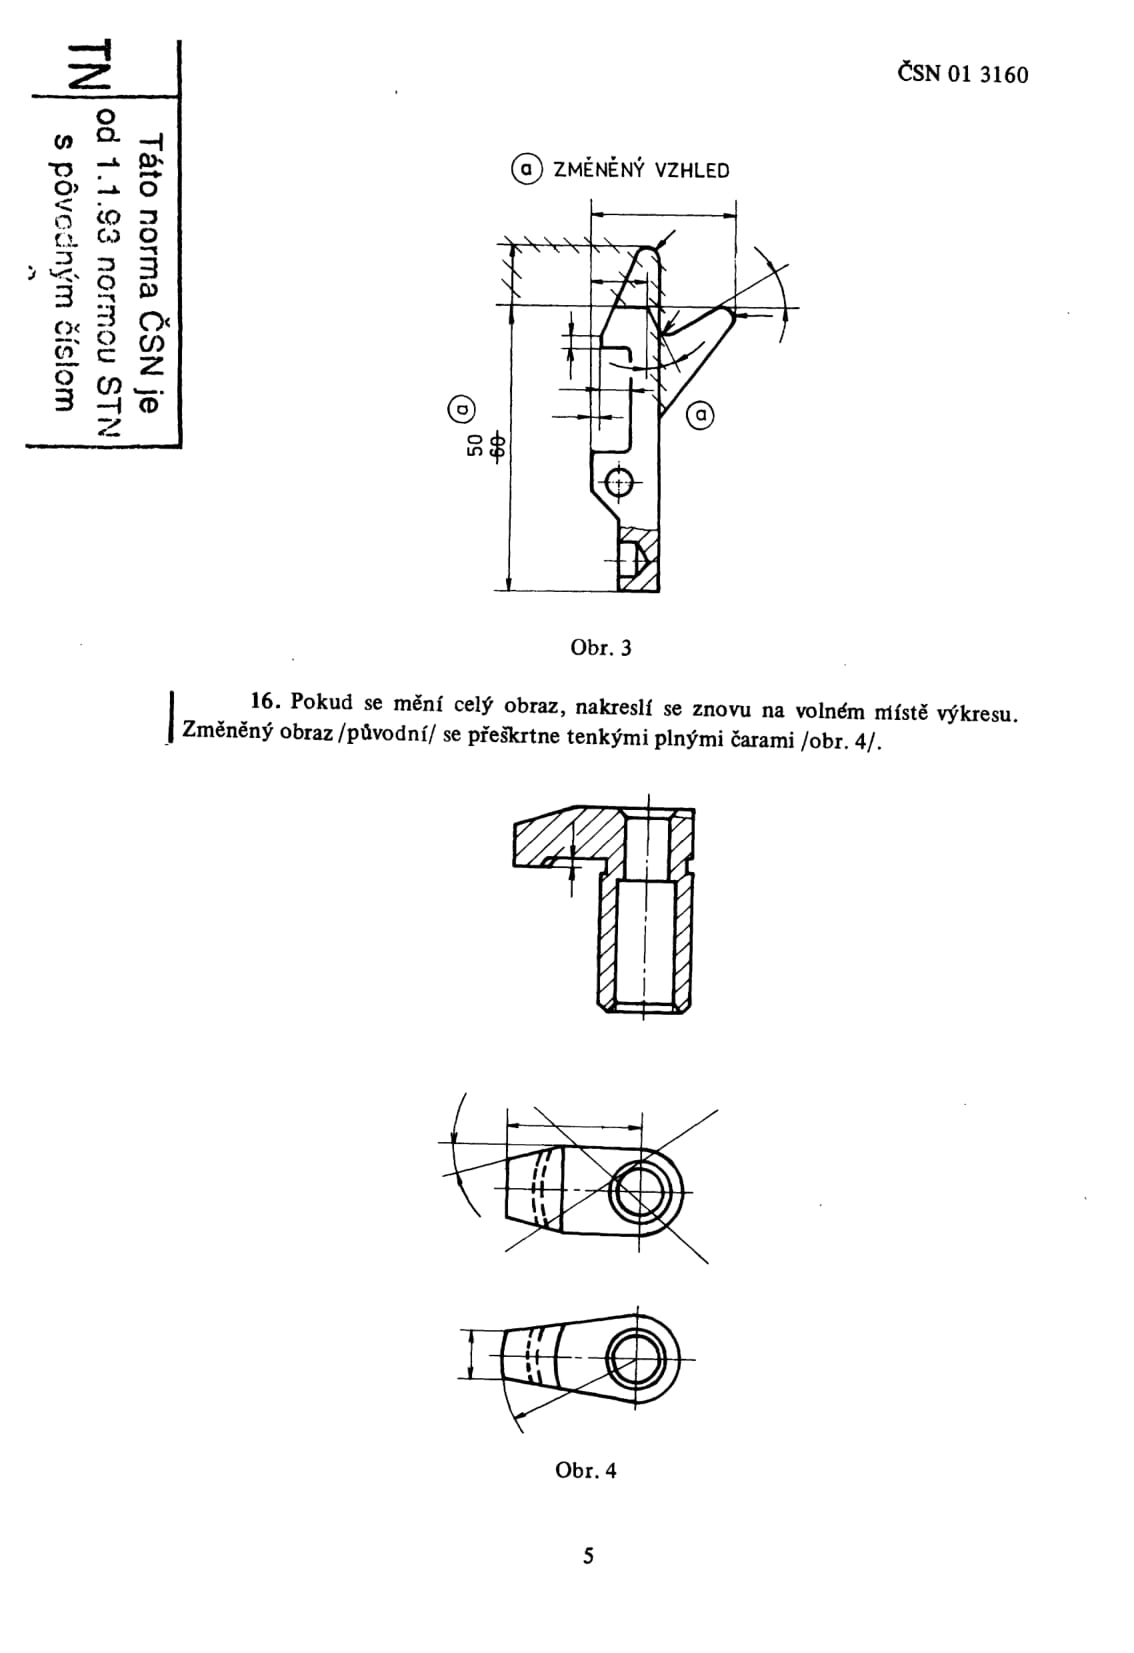 TN
Táto norma ČSN je
od 1.1.93 normou STN
s pôvodným číslom
ČSN 01 3160
a ZMĚNĚNÝ VZHLED
a
50
60
a
Obr. 3
16. Pokud se mění celý obraz, nakreslí se znovu na volném místě výkresu.
Změněný obraz /původní/ se přeškrtne tenkými plnými čarami /obr. 4/.
Obr. 4
5